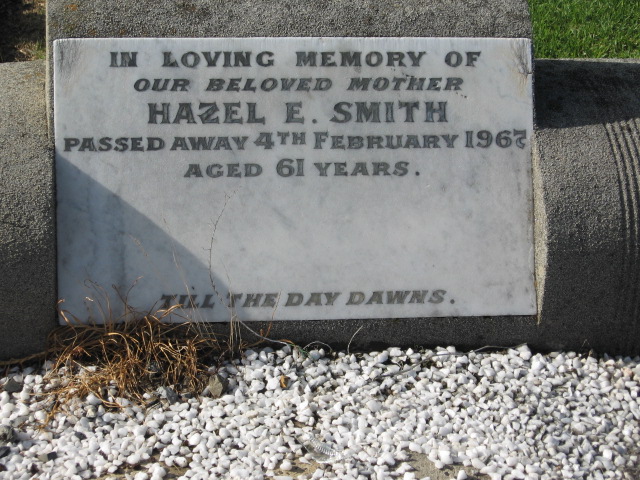 IN LOVING MEMORY OF
OUR BELOVED MOTHER
HAZEL E. SMITH
PASSED AWAY 4TH FEBRUARY 1967
AGED 61 YEARS.
TILL THE DAY DAWNS.